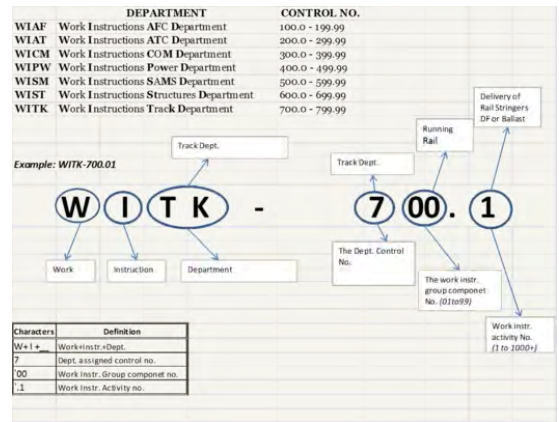 DEPARTMENT CONTROL NO.
WIAF Work Instructions AFC Department 100.0 - 199.99
WIAT Work Instructions ATC Department 200.0 - 299.99
WICM Work Instructions COM Department 300.0 - 399.99
WIPW Work Instructions Power Department 400.0 - 499.99
WISM Work Instructions SAMS Department 500.0 - 599.99
WIST Work Instructions Structures Department 600.0 - 699.99
WITK Work Instructions Track Department 700.0 - 799.99
Delivery of
Rail Stringers
DF or Ballast
Running
Rail
Track Dept.
Track Dept.
Example: WITK-700.01
W I T K - 7 00. 1
Work
Instruction
Department
The Dept. Control
No.
The work instr.
group componet
No. (01to99)
Work instr.
activity No.
(1 to 1000+)
Characters Definition
W+ I +__ Work+Instr.+Dept.
7 Dept. assigned control no.
`00 Work Instr. Group componet no.
`.1 Work Instr. Activity no.